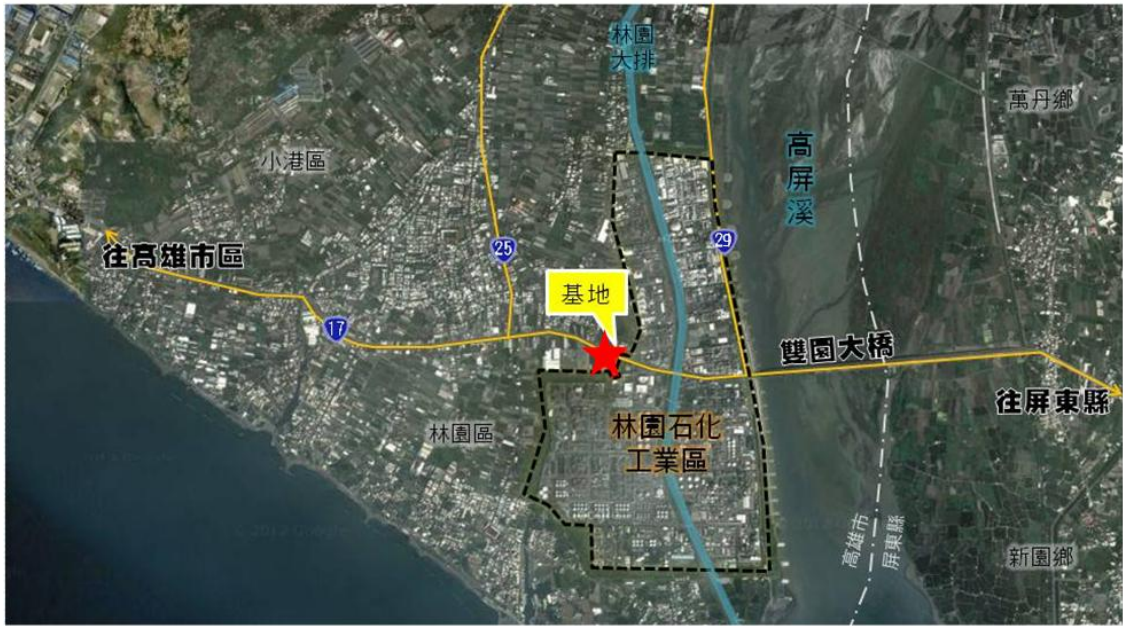 林園
大排
萬丹鄉
小港區
高
屏
溪
往高雄市區
25
29
基地
17
雙園大橋
往屏東縣
林園區
林園石化
工業區
高雄市
屏東縣
新園鄉